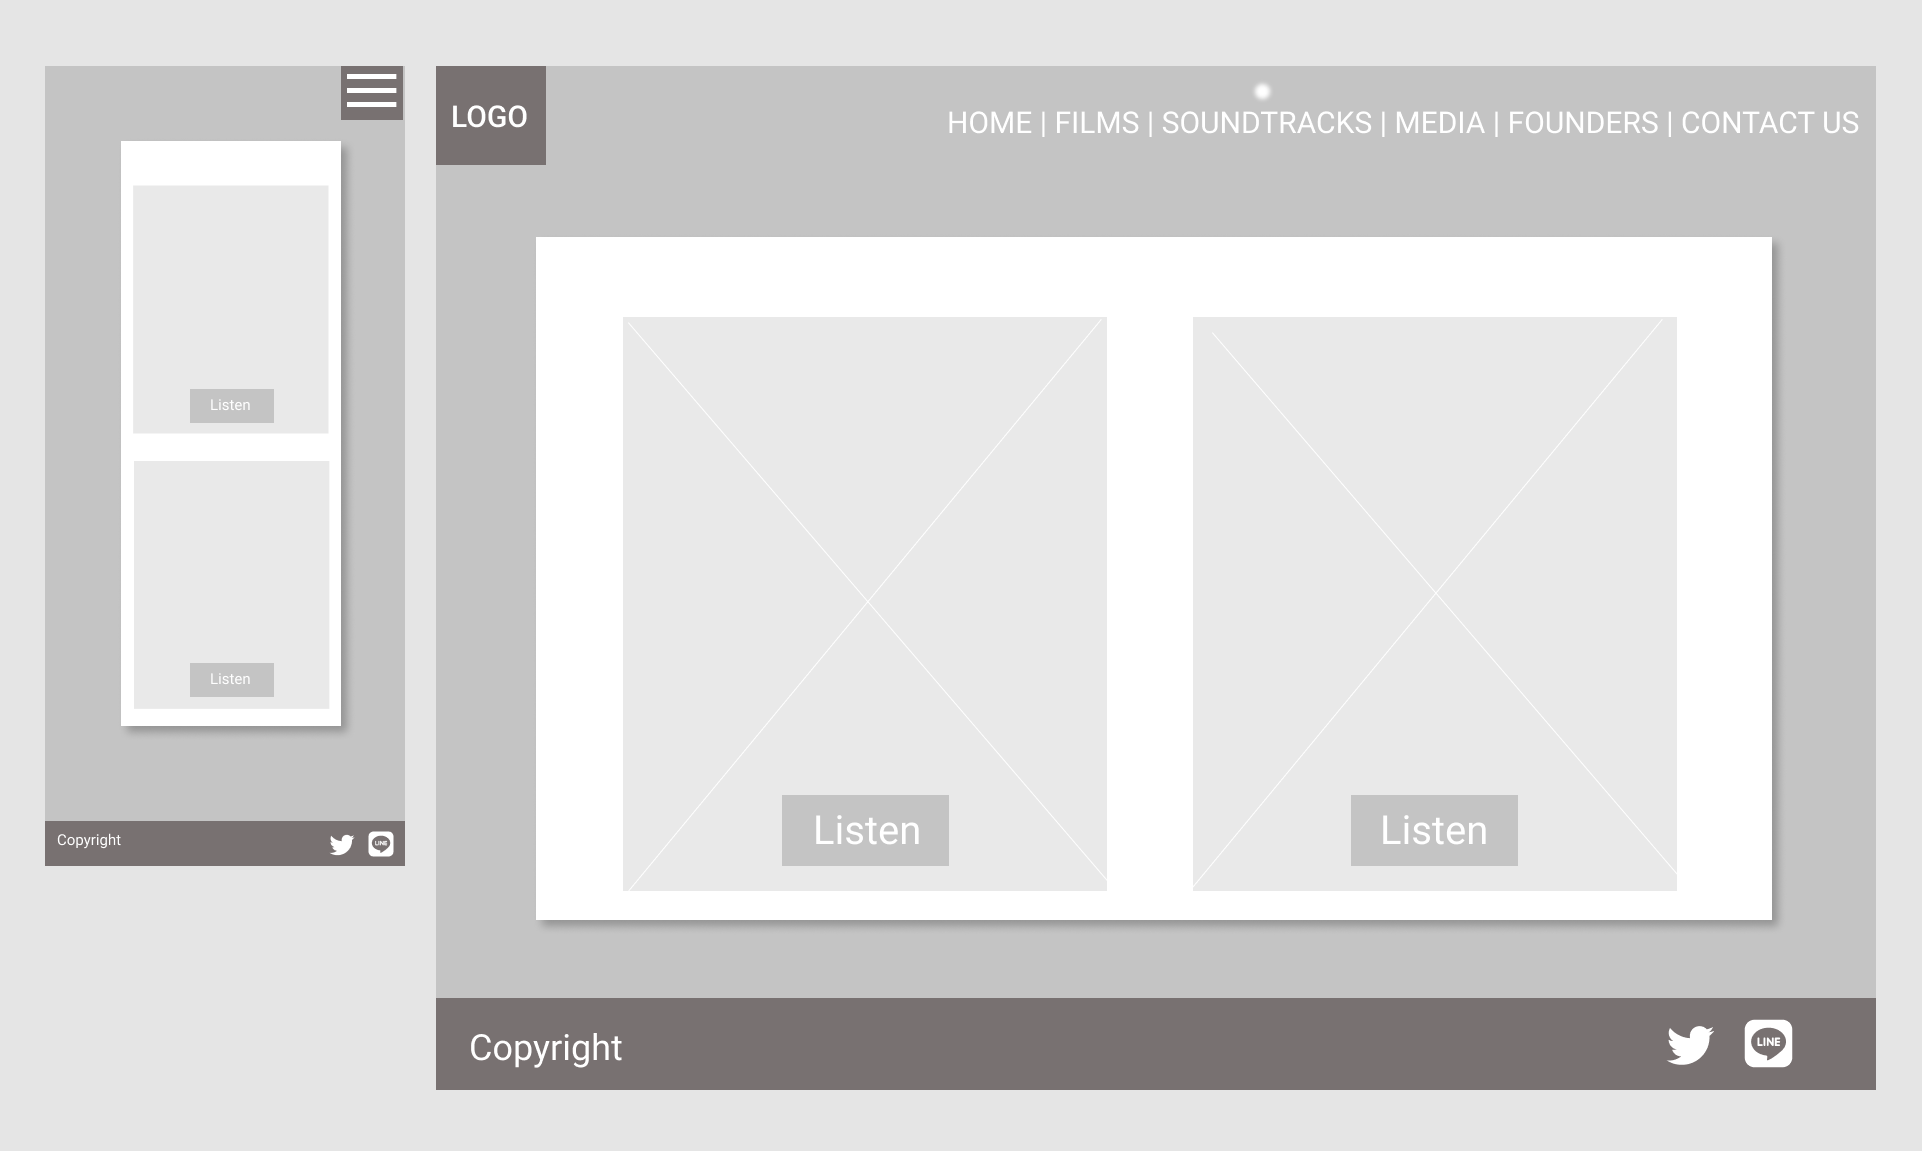 Listen
Listen
Copyright
LINE
LOGO
HOME | FILMS | SOUNDTRACKS | MEDIA | FOUNDERS | CONTACT US
Listen
Listen
Copyright
LINE